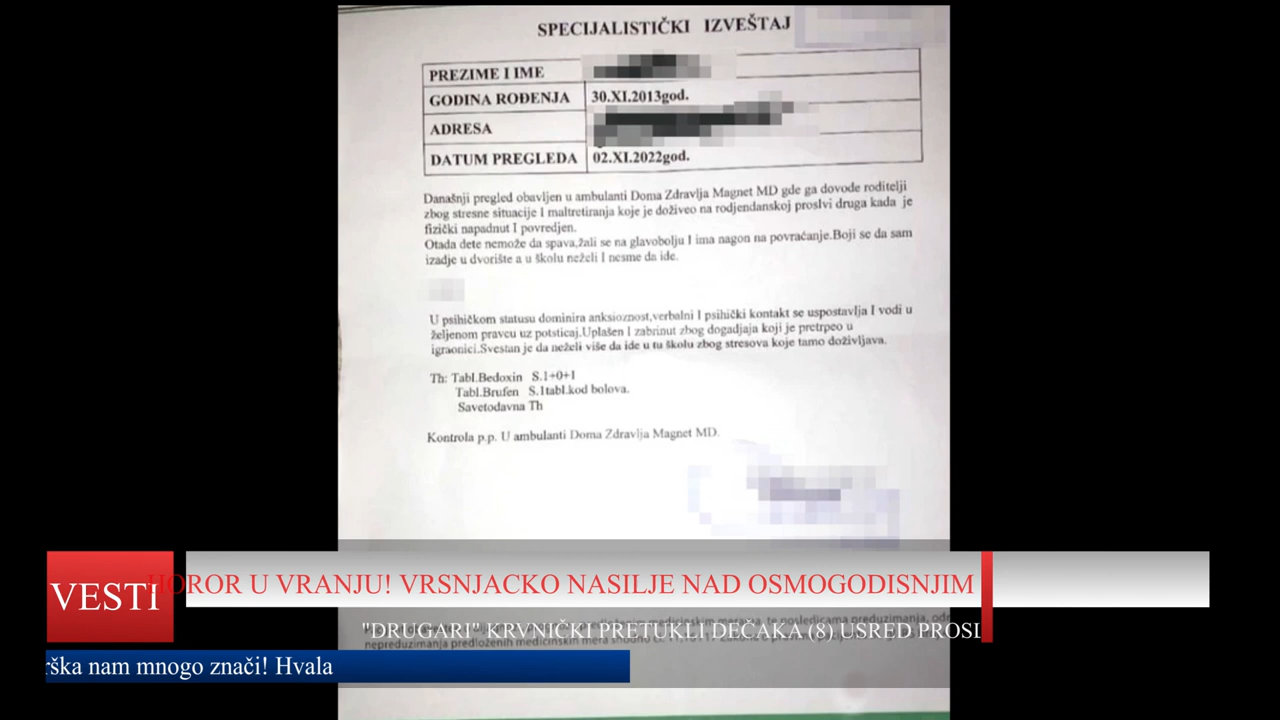 SPECIJALISTIČKI IZVEŠTAJ
PREZIME I IME
GODINA ROĐENJA 30.XI.2013god.
ADRESA
DATUM PREGLEDA 02.XI.2022god.
Današnji pregled obavljen u ambulanti Doma Zdravlja Magnet MD gde ga dovode roditelji
zbog stresne situacije I maltretiranja koje je doživeo na rodjendanskoj proslvi druga kada je
fizički napadnut I povredjen.
Otada dete nemože da spava,žali se na glavobolju I ima nagon na povraćanje.Boji se da sam
izadje u dvorište a u školu neželi I nesme da ide.
U psihičkom statusu dominira anksioznost,verbalni I psihički kontakt se uspostavlja I vodi u
željenom pravcu uz potsticaj.Uplašen I zabrinut zbog dogadjaja koji je pretrpeo u
igraonici.Svestan je da neželi više da ide u tu školu zbog stresova koje tamo doživljava.
Th: Tabl.Bedoxin S.1+0+1
Tabl.Brufen S.1tabl.kod bolova.
Savetodavna Th
Kontrola p.p. U ambulanti Doma Zdravlja Magnet MD.
VESTI
HOROR U VRANJU! VRSNJACKO NASILJE NAD OSMOGODISNJIM
"DRUGARI" KRVNIČKI PRETUKLI DEČAKA (8) USRED PROSL
nepreduzimanja predloženih medicinskih mera
rška nam mnogo znači! Hvala